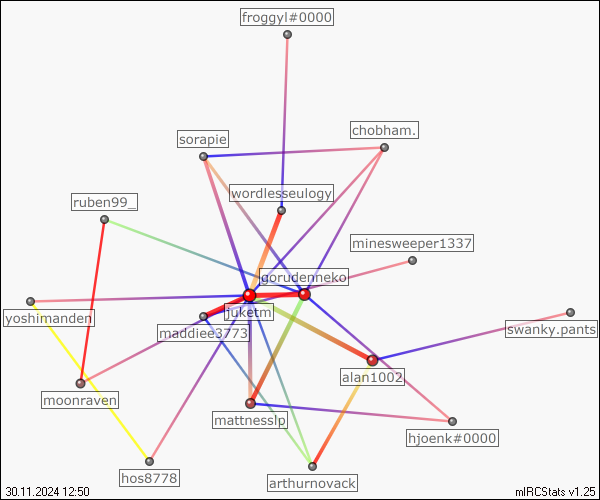 froggyl#0000
chobham.
sorapie
wordlesseulogy
ruben99_
minesweeper1337
gorudenneko
juketm
yoshimanden
maddiee3773
swanky.pants
alan1002
moonraven
mattnesslp
hjoenk#0000
hos8778
arthurnovack
30.11.2024 12:50
mIRCStats v1.25